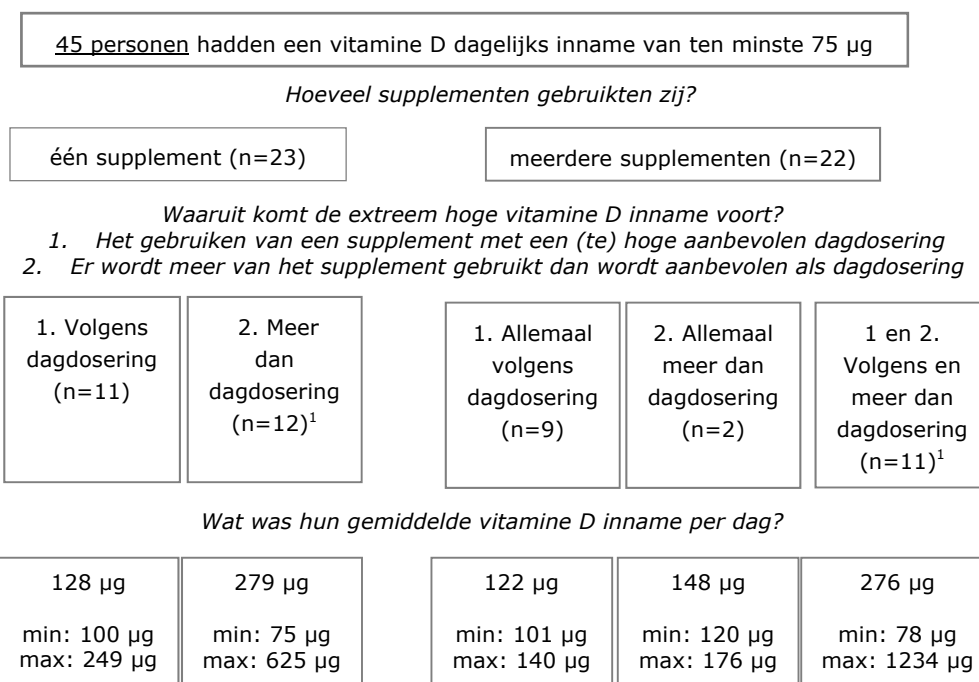 45 personen hadden een vitamine D dagelijks inname van ten minste 75 µg
Hoeveel supplementen gebruikten zij?
één supplement (n=23)
meerdere supplementen (n=22)
Waaruit komt de extreem hoge vitamine D inname voort?
1. Het gebruiken van een supplement met een (te) hoge aanbevolen dagdosering
2. Er wordt meer van het supplement gebruikt dan wordt aanbevolen als dagdosering
1. Volgens
dagdosering
(n=11)
2. Meer
dan
dagdosering
(n=12)¹
1. Allemaal
volgens
dagdosering
(n=9)
2. Allemaal
meer dan
dagdosering
(n=2)
1 en 2.
Volgens en
meer dan
dagdosering
(n=11)¹
Wat was hun gemiddelde vitamine D inname per dag?
128 µg
min: 100 µg
max: 249 µg
279 µg
min: 75 µg
max: 625 µg
122 µg
min: 101 µg
max: 140 µg
148 µg
min: 120 µg
max: 176 µg
276 µg
min: 78 µg
max: 1234 µg